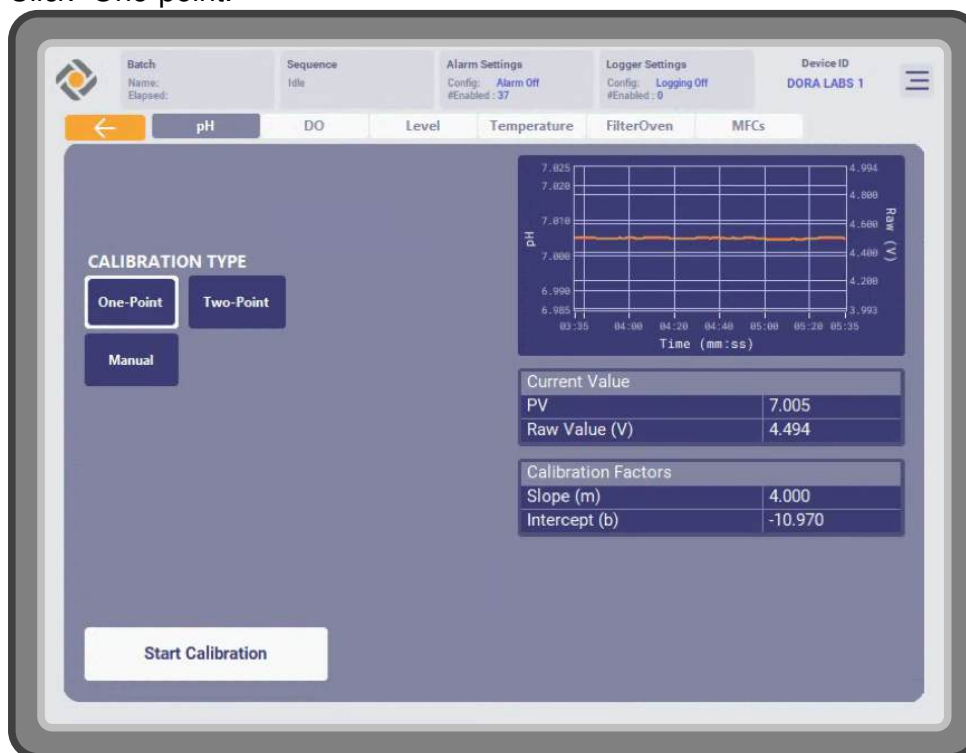 Batch
Name:
Elapsed:
Sequence
Idle
Alarm Settings
Config: Alarm Off
#Enabled : 37
Logger Settings
Config: Logging Off
#Enabled : 0
Device ID
DORA LABS 1
pH
DO
Level
Temperature
FilterOven
MFCs
CALIBRATION TYPE
One-Point
Two-Point
Manual
7.025
7.020
7.010
7.000
6.990
6.985
pH
4.994
4.800
4.600
4.400
4.200
3.993
Raw (V)
03:35 04:00 04:20 04:40 05:00 05:20 05:35
Time (mm:ss)
Current Value
PV 7.005
Raw Value (V) 4.494
Calibration Factors
Slope (m) 4.000
Intercept (b) -10.970
Start Calibration